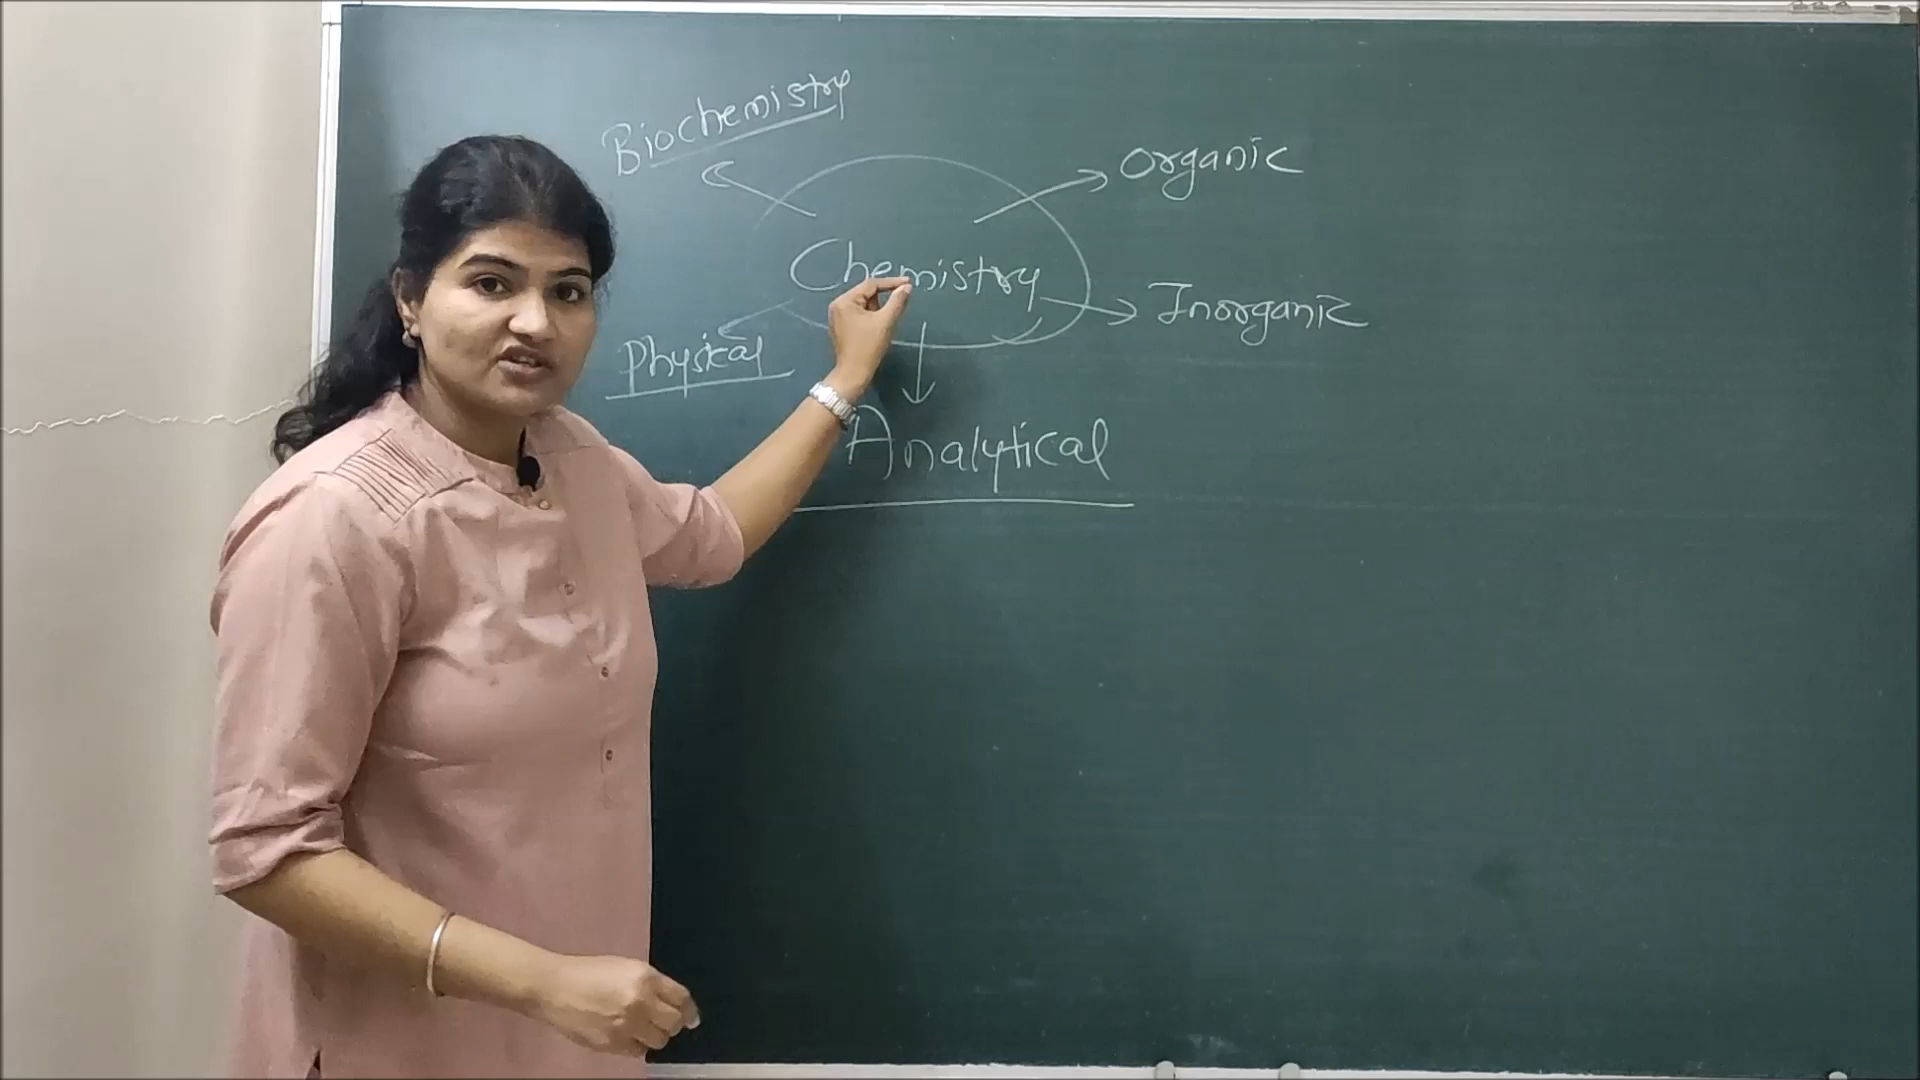 Biochemistry
Organic
Chemistry
Inorganic
Physical
Analytical